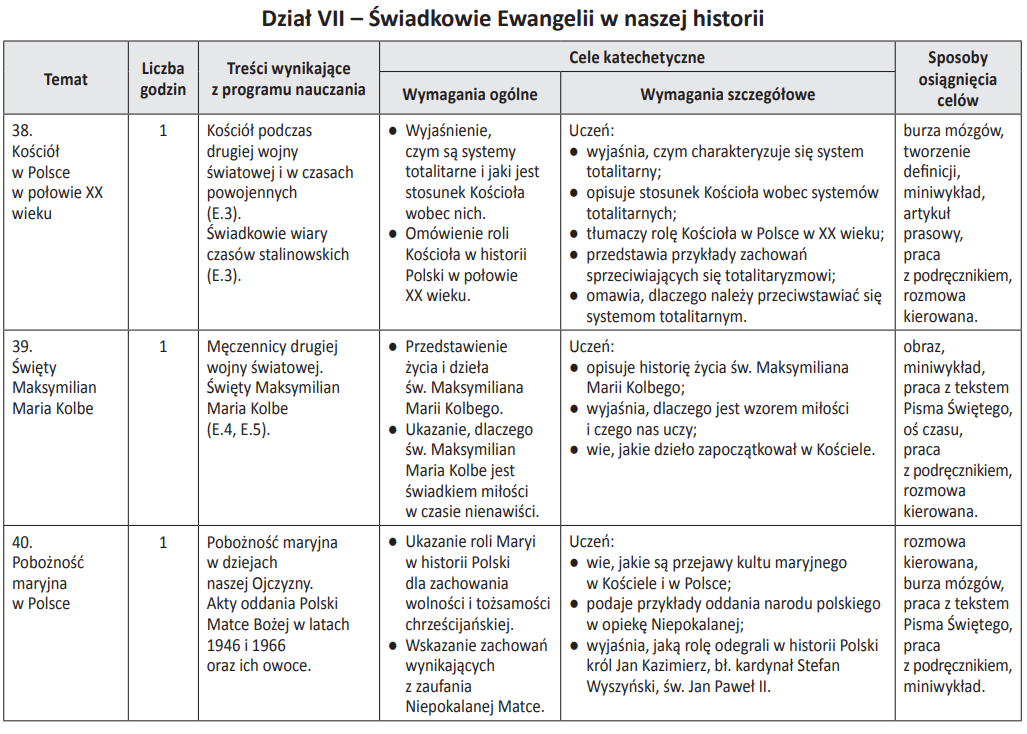 Dział VII – Świadkowie Ewangelii w naszej historii
Temat
Liczba
godzin
Treści wynikające
z programu nauczania
Cele katechetyczne
Wymagania ogólne
Wymagania szczegółowe
Sposoby
osiągnięcia
celów
38.
Kościół
w Polsce
w połowie XX
wieku
1
Kościół podczas
drugiej wojny
światowej i w czasach
powojennych
(E.3).
Świadkowie wiary
czasów stalinowskich
(E.3).
● Wyjaśnienie,
czym są systemy
totalitarne i jaki jest
stosunek Kościoła
wobec nich.
● Omówienie roli
Kościoła w historii
Polski w połowie
XX wieku.
Uczeń:
● wyjaśnia, czym charakteryzuje się system
totalitarny;
● opisuje stosunek Kościoła wobec systemów
totalitarnych;
● tłumaczy rolę Kościoła w Polsce w XX wieku;
● przedstawia przykłady zachowań
sprzeciwiających się totalitaryzmowi;
● omawia, dlaczego należy przeciwstawiać się
systemom totalitarnym.
burza mózgów,
tworzenie
definicji,
miniwykład,
artykuł
prasowy,
praca
z podręcznikiem,
rozmowa
kierowana.
39.
Święty
Maksymilian
Maria Kolbe
1
Męczennicy drugiej
wojny światowej.
Święty Maksymilian
Maria Kolbe
(E.4, E.5).
● Przedstawienie
życia i dzieła
św. Maksymiliana
Marii Kolbego.
● Ukazanie, dlaczego
św. Maksymilian
Maria Kolbe jest
świadkiem miłości
w czasie nienawiści.
Uczeń:
● opisuje historię życia św. Maksymiliana
Marii Kolbego;
● wyjaśnia, dlaczego jest wzorem miłości
i czego nas uczy;
● wie, jakie dzieło zapoczątkował w Kościele.
obraz,
miniwykład,
praca z tekstem
Pisma Świętego,
oś czasu,
praca
z podręcznikiem,
rozmowa
kierowana.
40.
Pobożność
maryjna
w Polsce
1
Pobożność maryjna
w dziejach
naszej Ojczyzny.
Akty oddania Polski
Matce Bożej w latach
1946 i 1966
oraz ich owoce.
● Ukazanie roli Maryi
w historii Polski
dla zachowania
wolności i tożsamości
chrześcijańskiej.
● Wskazanie zachowań
wynikających
z zaufania
Niepokalanej Matce.
Uczeń:
● wie, jakie są przejawy kultu maryjnego
w Kościele i w Polsce;
● podaje przykłady oddania narodu polskiego
w opiekę Niepokalanej;
● wyjaśnia, jaką rolę odegrali w historii Polski
król Jan Kazimierz, bł. kardynał Stefan
Wyszyński, św. Jan Paweł II.
rozmowa
kierowana,
burza mózgów,
praca z tekstem
Pisma Świętego,
praca
z podręcznikiem,
miniwykład.